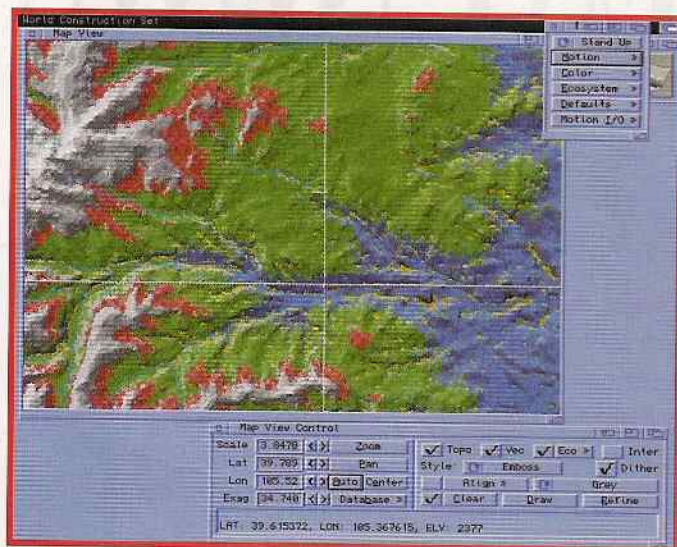 World Construction Set
Map View
Stand Up
Motion »
Color »
Ecosystem »
Defaults »
Motion I/O »
Map View Control
Scale 3.8470 Zoom
Lat 39.789 Pan
Lon 105.52 Auto Center
Exag 34.740 Database »
Topo Vec Eco » Inter
Style Emboss Dither
Align » Grey
Clear Draw Refine
LAT: 39.615372, LON: 105.367615, ELV: 2377